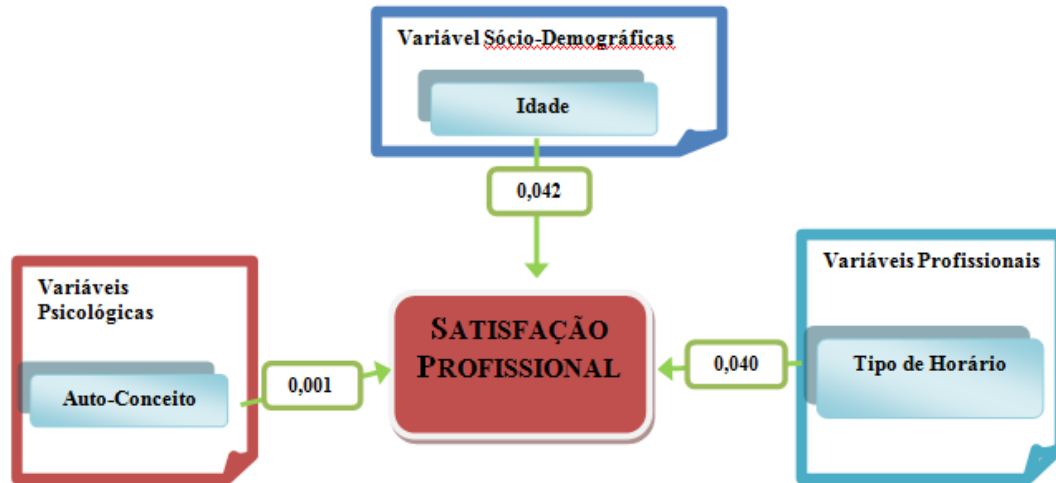 Variável Sócio-Demográficas
Idade
0,042
Variáveis
Psicológicas
Auto-Conceito
0,001
SATISFAÇÃO
PROFISSIONAL
0,040
Variáveis Profissionais
Tipo de Horário